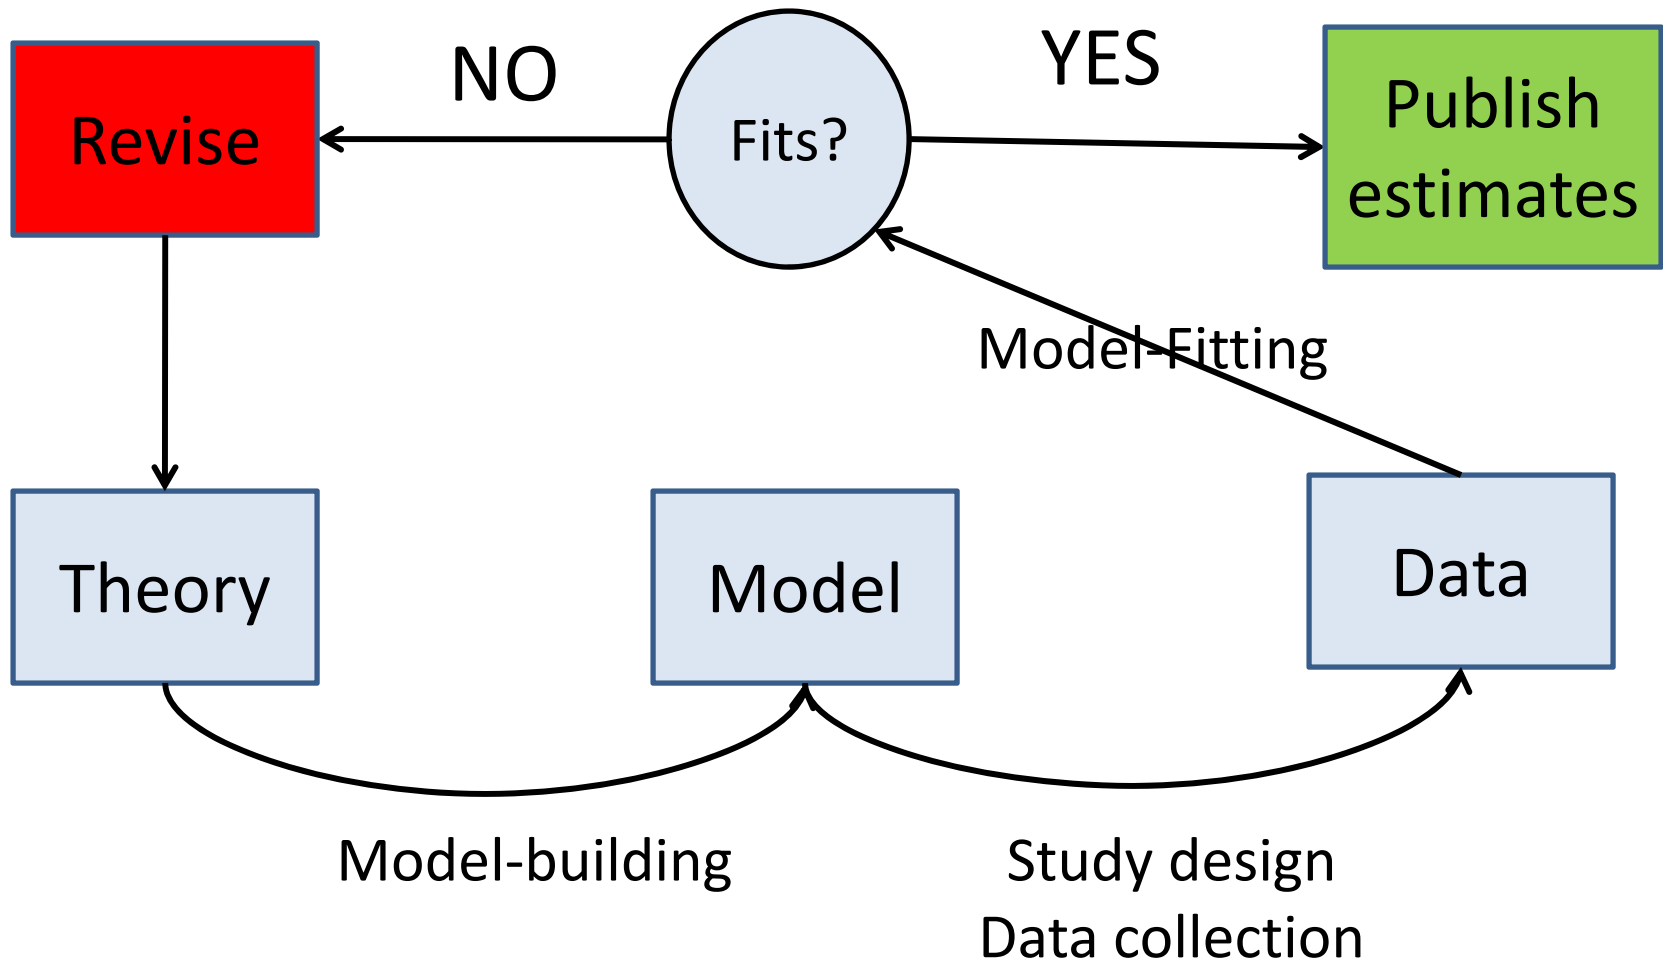 NO
YES
Revise
Fits?
Publish
estimates
Model-Fitting
Theory
Model
Data
Model-building
Study design
Data collection